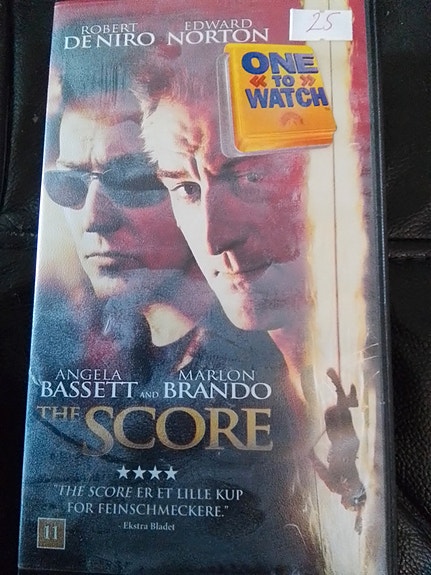 25
ROBERT DE NIRO
EDWARD NORTON
ONE
« TO »
WATCH
ANGELA BASSETT AND MARLON BRANDO
THE SCORE
★★★★
"THE SCORE ER ET LILLE KUP
FOR FEINSCHMECKERE."
- Ekstra Bladet
11